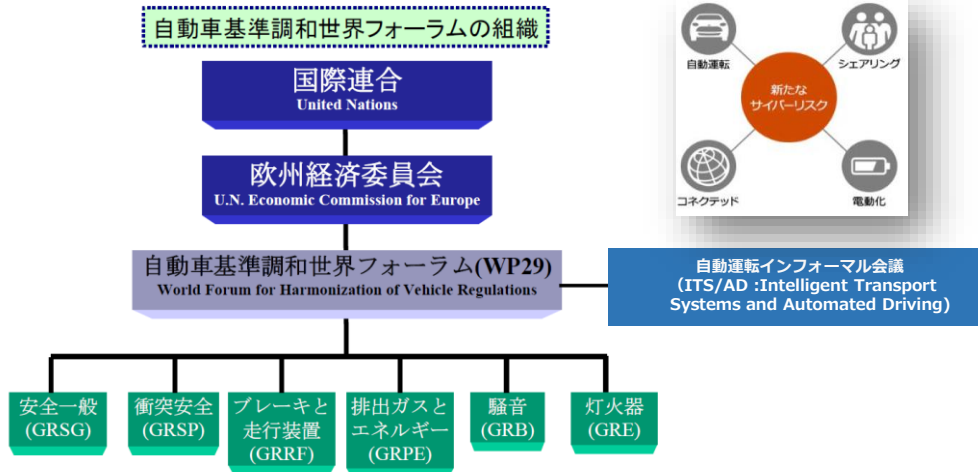 自動車基準調和世界フォーラムの組織
国際連合
United Nations
欧州経済委員会
U.N. Economic Commission for Europe
自動車基準調和世界フォーラム(WP29)
World Forum for Harmonization of Vehicle Regulations
自動運転
シェアリング
新たな
サイバーリスク
コネクテッド
電動化
自動運転インフォーマル会議
(ITS/AD :Intelligent Transport
Systems and Automated Driving)
安全一般
(GRSG)
衝突安全
(GRSP)
ブレーキと
走行装置
(GRRF)
排出ガスと
エネルギー
(GRPE)
騒音
(GRB)
灯火器
(GRE)